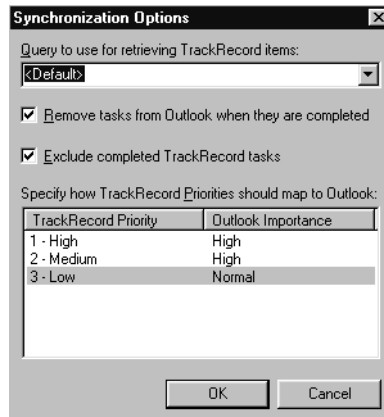 Synchronization Options
Query to use for retrieving TrackRecord items:
<Default>
Remove tasks from Outlook when they are completed
Exclude completed TrackRecord tasks
Specify how TrackRecord Priorities should map to Outlook:
TrackRecord Priority Outlook Importance
1 - High High
2 - Medium High
3 - Low Normal
OK Cancel